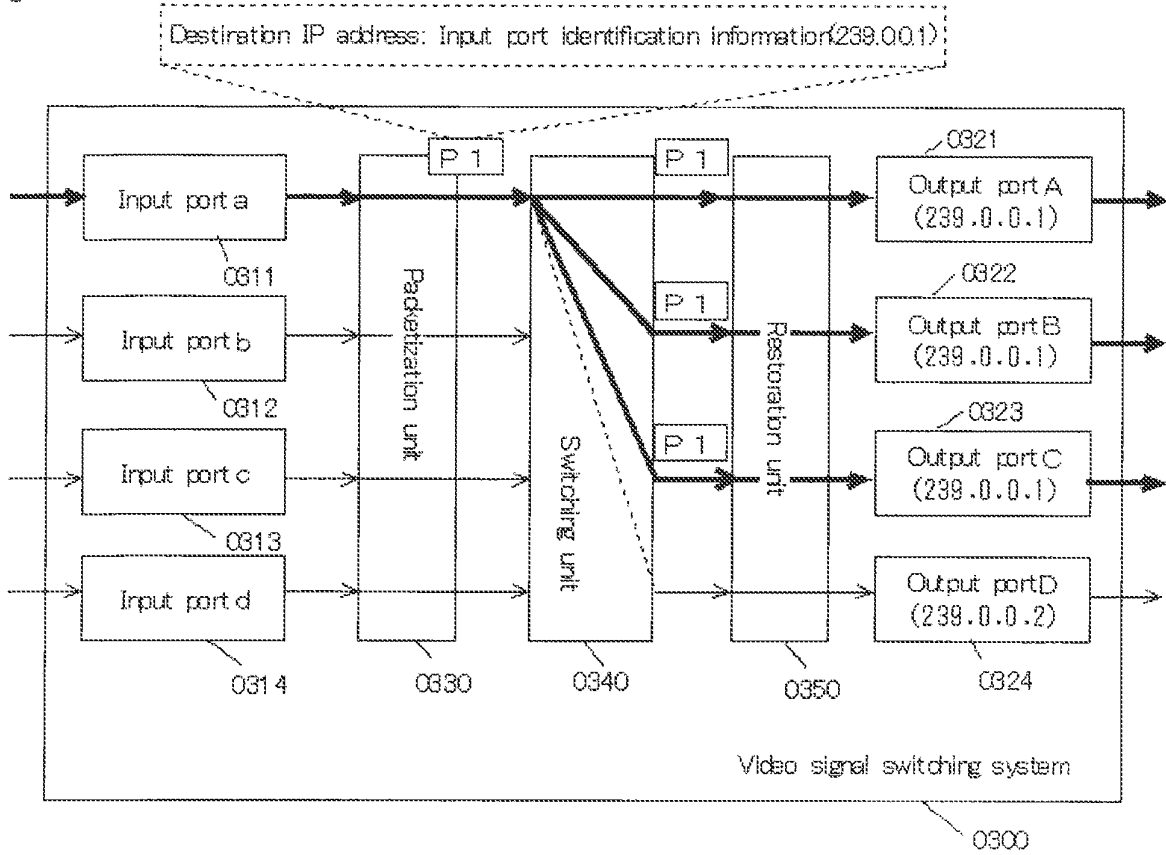 Destination IP address: Input port identification information(239.0.0.1)
P 1
P 1
0321
Input port a
Output port A
(239.0.0.1)
0311
0322
P 1
Input port b
Output port B
(239.0.0.1)
Packetization unit
Restoration unit
0312
0323
P 1
Input port c
Output port C
(239.0.0.1)
Switching unit
0313
Input port d
Output port D
(239.0.0.2)
0314
0330
0340
0350
0324
Video signal switching system
0300